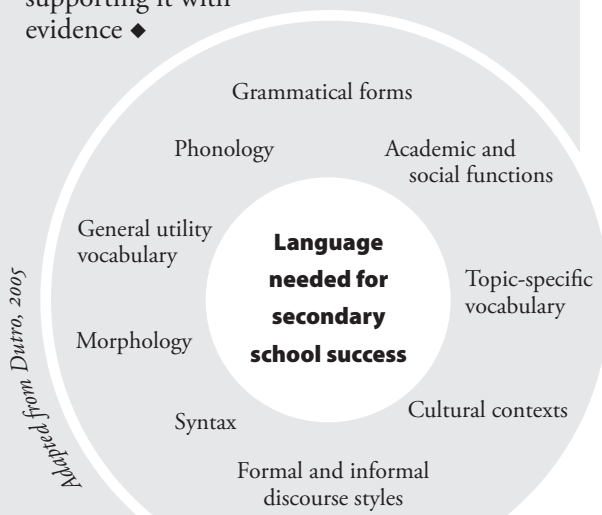 supporting it with
evidence ◆
Grammatical forms
Phonology
Academic and
social functions
General utility
vocabulary
Language
needed for
secondary
school success
Topic-specific
vocabulary
Morphology
Cultural contexts
Syntax
Formal and informal
discourse styles
Adapted from Dutro, 2005